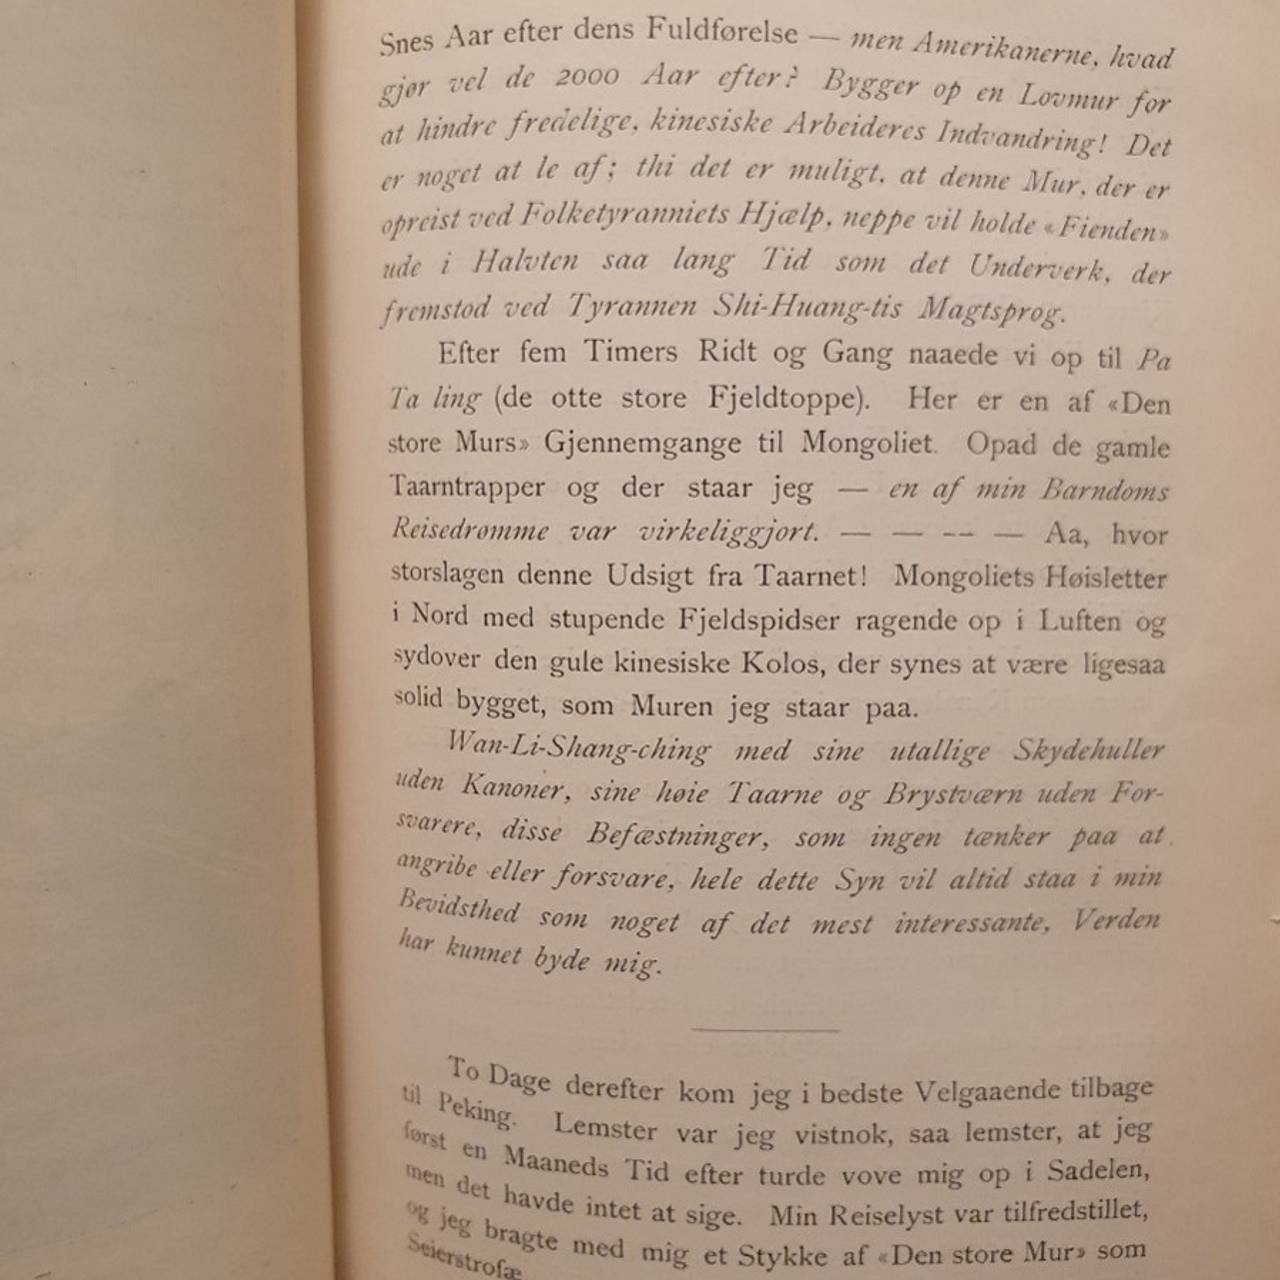 Snes Aar efter dens Fuldførelse — men Amerikanerne, hvad
gjør vel de 2000 Aar efter? Bygger op en Lovmur for
at hindre fredelige, kinesiske Arbeideres Indvandring! Det
er noget at le af; thi det er muligt, at denne Mur, der er
opreist ved Folketyranniets Hjælp, neppe vil holde «Fienden»
ude i Halvten saa lang Tid som det Underverk, der
fremstod ved Tyrannen Shi-Huang-tis Magtsprog.
Efter fem Timers Ridt og Gang naaede vi op til Pa
Ta ling (de otte store Fjeldtoppe). Her er en af «Den
store Murs» Gjennemgange til Mongoliet. Opad de gamle
Taarntrapper og der staar jeg — en af min Barndoms
Reisedrømme var virkeliggjort. — — -- — Aa, hvor
storslagen denne Udsigt fra Taarnet! Mongoliets Høisletter
i Nord med stupende Fjeldspidser ragende op i Luften og
sydover den gule kinesiske Kolos, der synes at være ligesaa
solid bygget, som Muren jeg staar paa.
Wan-Li-Shang-ching med sine utallige Skydehuller
uden Kanoner, sine høie Taarne og Brystværn uden For-
svarere, disse Befæstninger, som ingen tænker paa at
angribe eller forsvare, hele dette Syn vil altid staa i min
Bevidsthed som noget af det mest interessante, Verden
har kunnet byde mig.
To Dage derefter kom jeg i bedste Velgaaende tilbage
til Peking. Lemster var jeg vistnok, saa lemster, at jeg
først en Maaneds Tid efter turde vove mig op i Sadelen,
men det havde intet at sige. Min Reiselyst var tilfredstillet,
og jeg bragte med mig et Stykke af «Den store Mur» som
Seierstrofæ.